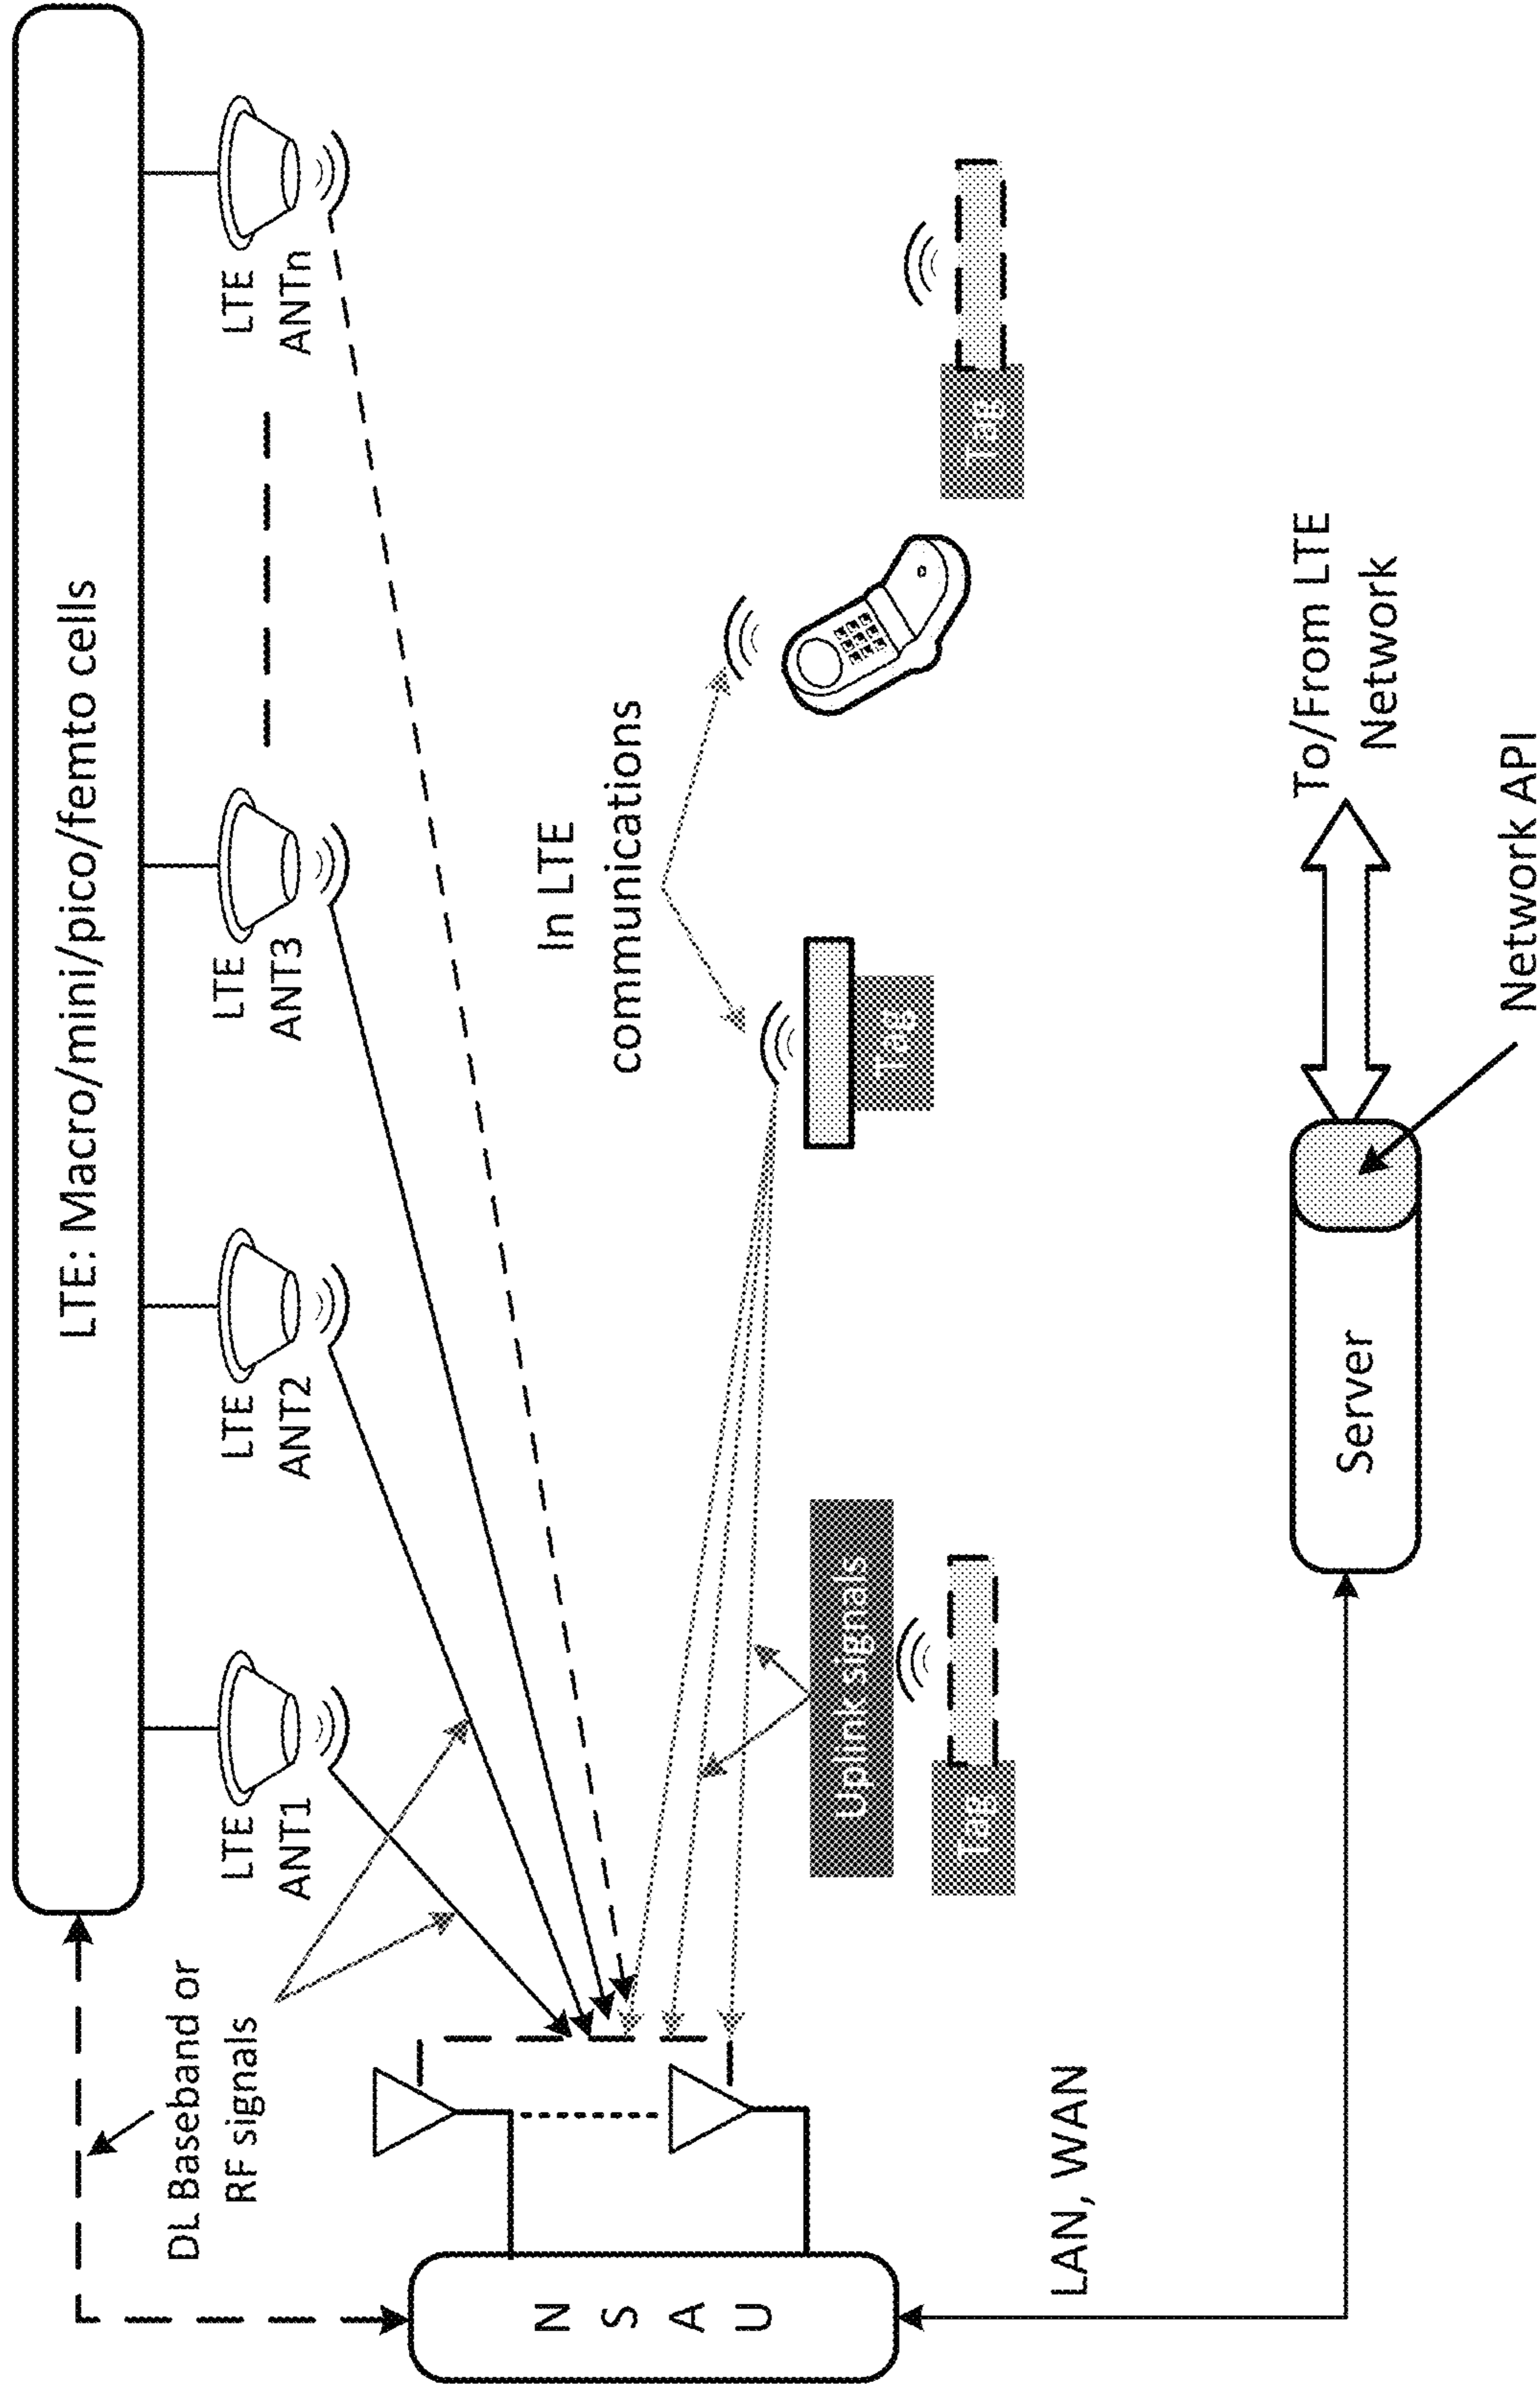 LTE: Macro/mini/pico/femto cells
DL Baseband or
RF signals
LTE
ANT1
LTE
ANT2
LTE
ANT3
LTE
ANTn
N
S
A
U
In LTE
communications
Uplink signals
Tag
Tag
Tag
LAN, WAN
Server
To/From LTE
Network
Network API